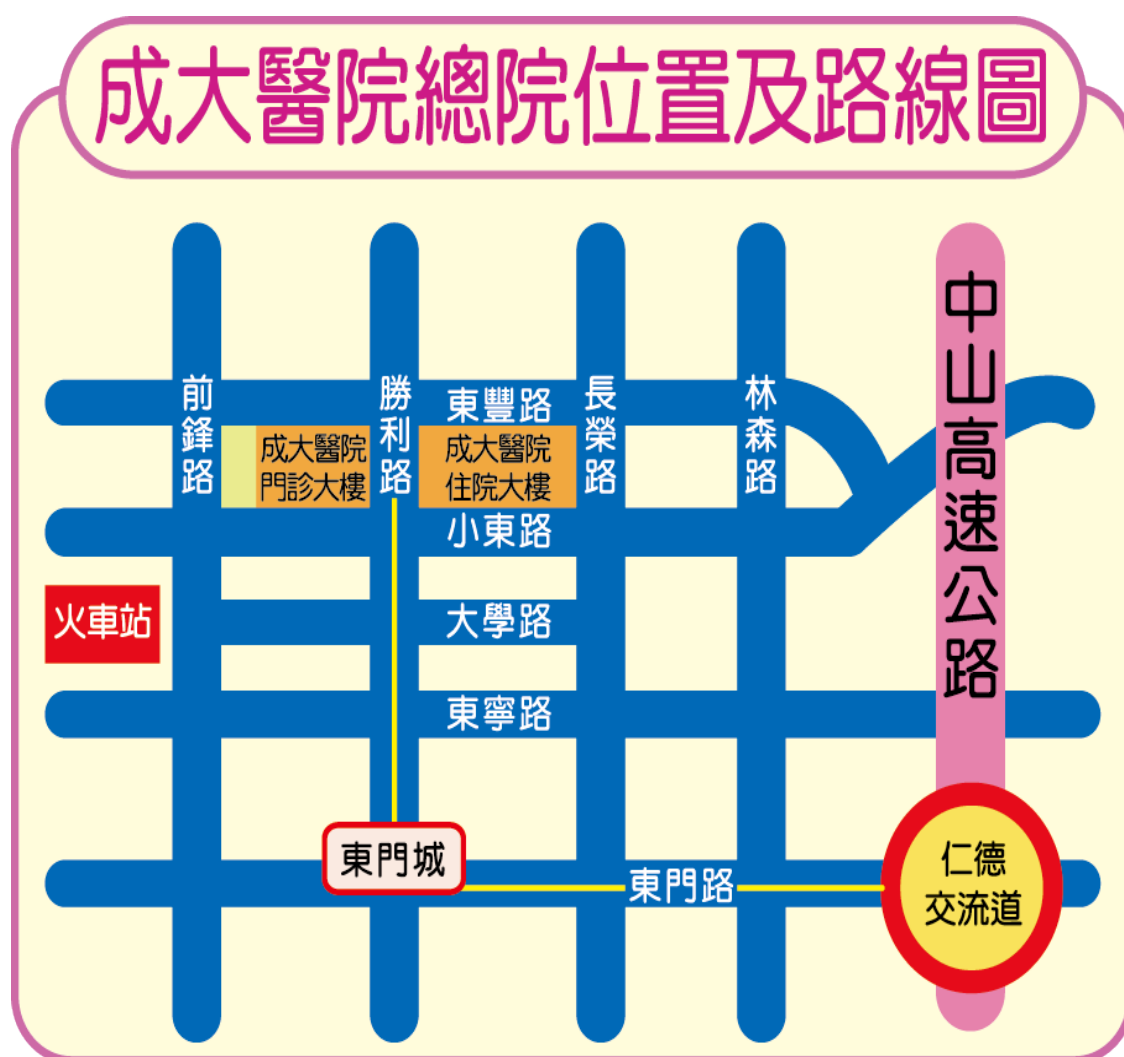 成大醫院總院位置及路線圖
中山高速公路
前鋒路
勝利路
東豐路
長榮路
林森路
成大醫院
門診大樓
成大醫院
住院大樓
小東路
火車站
大學路
東寧路
東門城
東門路
仁德
交流道